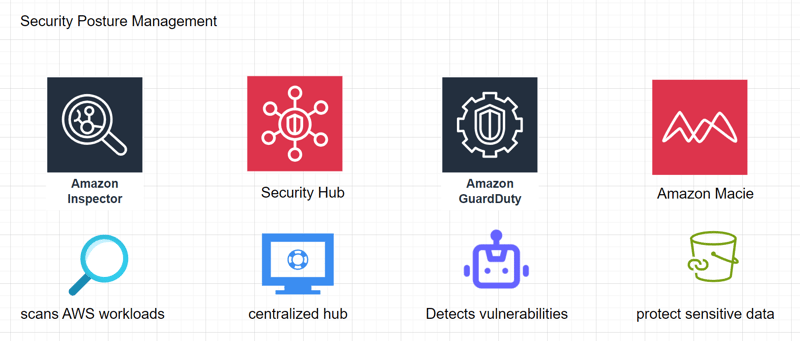 Security Posture Management
Amazon
Inspector
Security Hub
Amazon
GuardDuty
Amazon Macie
scans AWS workloads
centralized hub
Detects vulnerabilities
protect sensitive data